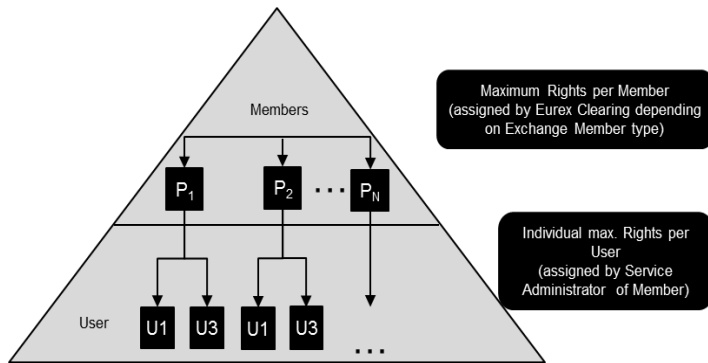 Members
Maximum Rights per Member
(assigned by Eurex Clearing depending
on Exchange Member type)
P1 P2 ... PN
Individual max. Rights per
User
(assigned by Service
Administrator of Member)
User U1 U3 U1 U3 ...